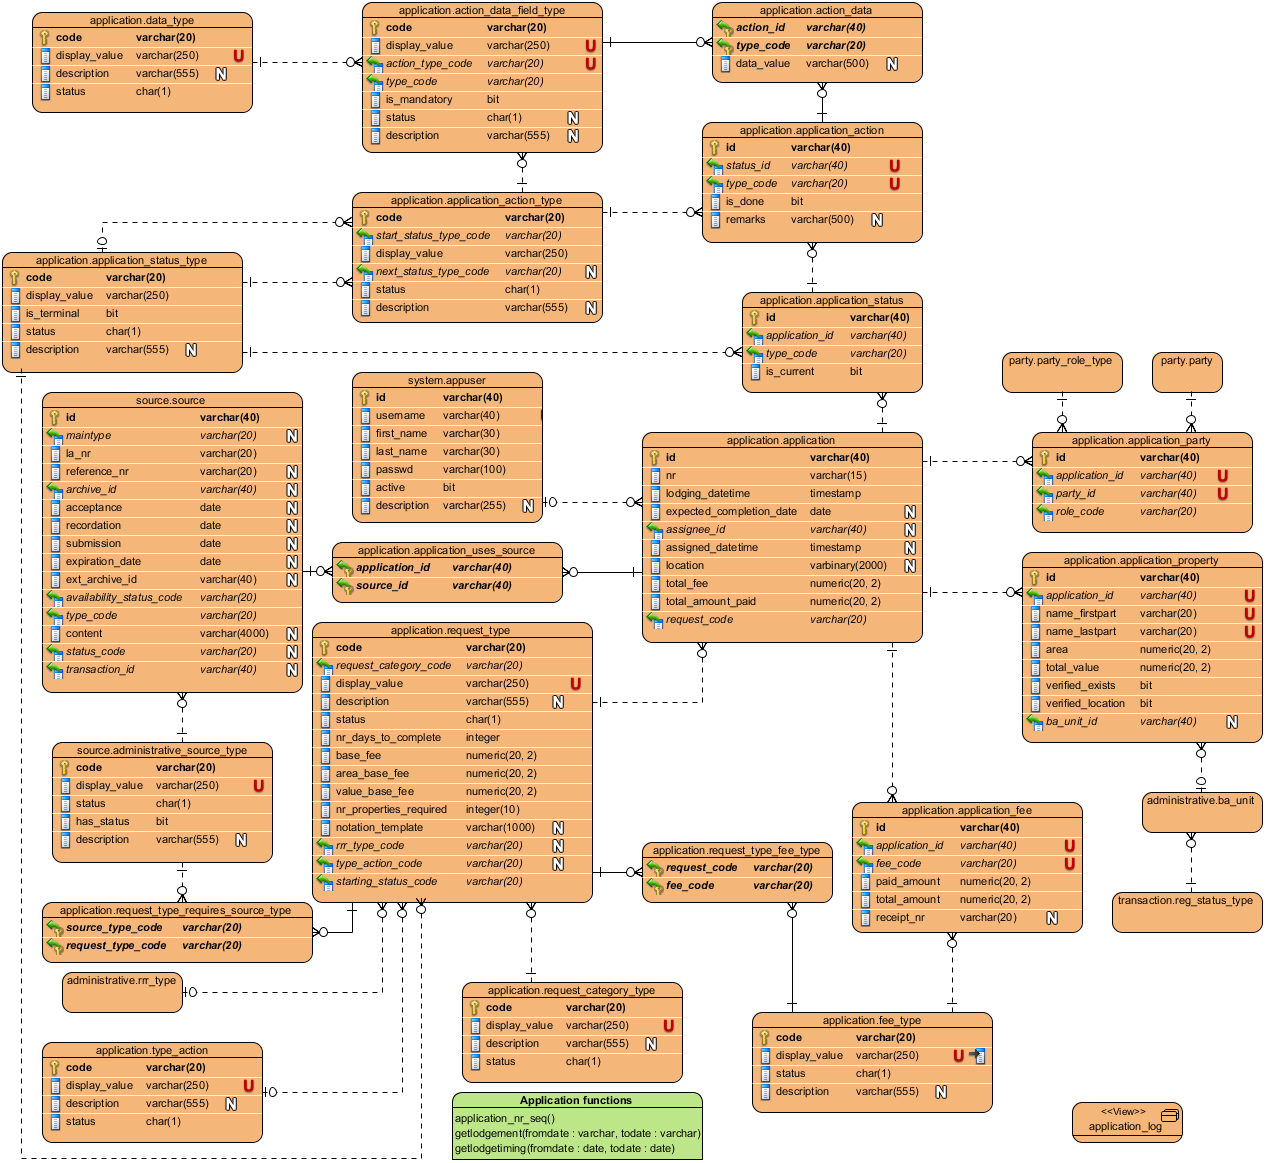 application.data_type
code varchar(20)
display_value varchar(250) U
description varchar(555) N
status char(1)
application.action_data_field_type
code varchar(20)
display_value varchar(250) U
action_type_code varchar(20) U
type_code varchar(20)
is_mandatory bit
status char(1) N
description varchar(555) N
application.action_data
action_id varchar(40)
type_code varchar(20)
data_value varchar(500) N
application.application_action
id varchar(40)
status_id varchar(40) U
type_code varchar(20) U
is_done bit
remarks varchar(500) N
application.application_action_type
code varchar(20)
start_status_type_code varchar(20)
display_value varchar(250)
next_status_type_code varchar(20) N
status char(1)
description varchar(555) N
application.application_status_type
code varchar(20)
display_value varchar(250)
is_terminal bit
status char(1)
description varchar(555) N
application.application_status
id varchar(40)
application_id varchar(40)
type_code varchar(20)
is_current bit
party.party_role_type
party.party
source.source
id varchar(40)
maintype varchar(20) N
la_nr varchar(20)
reference_nr varchar(20) N
archive_id varchar(40) N
acceptance date N
recordation date N
submission date N
expiration_date date N
ext_archive_id varchar(40) N
availability_status_code varchar(20)
type_code varchar(20)
content varchar(4000) N
status_code varchar(20) N
transaction_id varchar(40) N
system.appuser
id varchar(40)
username varchar(40)
first_name varchar(30)
last_name varchar(30)
passwd varchar(100)
active bit
description varchar(255) N
application.application
id varchar(40)
nr varchar(15)
lodging_datetime timestamp
expected_completion_date date N
assignee_id varchar(40) N
assigned_datetime timestamp N
location varbinary(2000) N
total_fee numeric(20, 2)
total_amount_paid numeric(20, 2)
request_code varchar(20)
application.application_party
id varchar(40)
application_id varchar(40) U
party_id varchar(40) U
role_code varchar(20)
application.application_uses_source
application_id varchar(40)
source_id varchar(40)
application.application_property
id varchar(40)
application_id varchar(40) U
name_firstpart varchar(20) U
name_lastpart varchar(20) U
area numeric(20, 2)
total_value numeric(20, 2)
verified_exists bit
verified_location bit
ba_unit_id varchar(40) N
application.request_type
code varchar(20)
request_category_code varchar(20)
display_value varchar(250) U
description varchar(555) N
status char(1)
nr_days_to_complete integer
base_fee numeric(20, 2)
area_base_fee numeric(20, 2)
value_base_fee numeric(20, 2)
nr_properties_required integer(10)
notation_template varchar(1000) N
rrr_type_code varchar(20) N
type_action_code varchar(20) N
starting_status_code varchar(20)
source.administrative_source_type
code varchar(20)
display_value varchar(250) U
status char(1)
has_status bit
description varchar(555) N
administrative.ba_unit
application.application_fee
id varchar(40)
application_id varchar(40) U
fee_code varchar(20) U
paid_amount numeric(20, 2)
total_amount numeric(20, 2)
receipt_nr varchar(20) N
application.request_type_fee_type
request_code varchar(20)
fee_code varchar(20)
transaction.reg_status_type
application.request_type_requires_source_type
source_type_code varchar(20)
request_type_code varchar(20)
administrative.rrr_type
application.request_category_type
code varchar(20)
display_value varchar(250) U
description varchar(555) N
status char(1)
application.fee_type
code varchar(20)
display_value varchar(250) U
status char(1)
description varchar(555) N
application.type_action
code varchar(20)
display_value varchar(250) U
description varchar(555) N
status char(1)
Application functions
application_nr_seq()
getlodgement(fromdate : varchar, todate : varchar)
getlodgetiming(fromdate : date, todate : date)
<<View>>
application_log